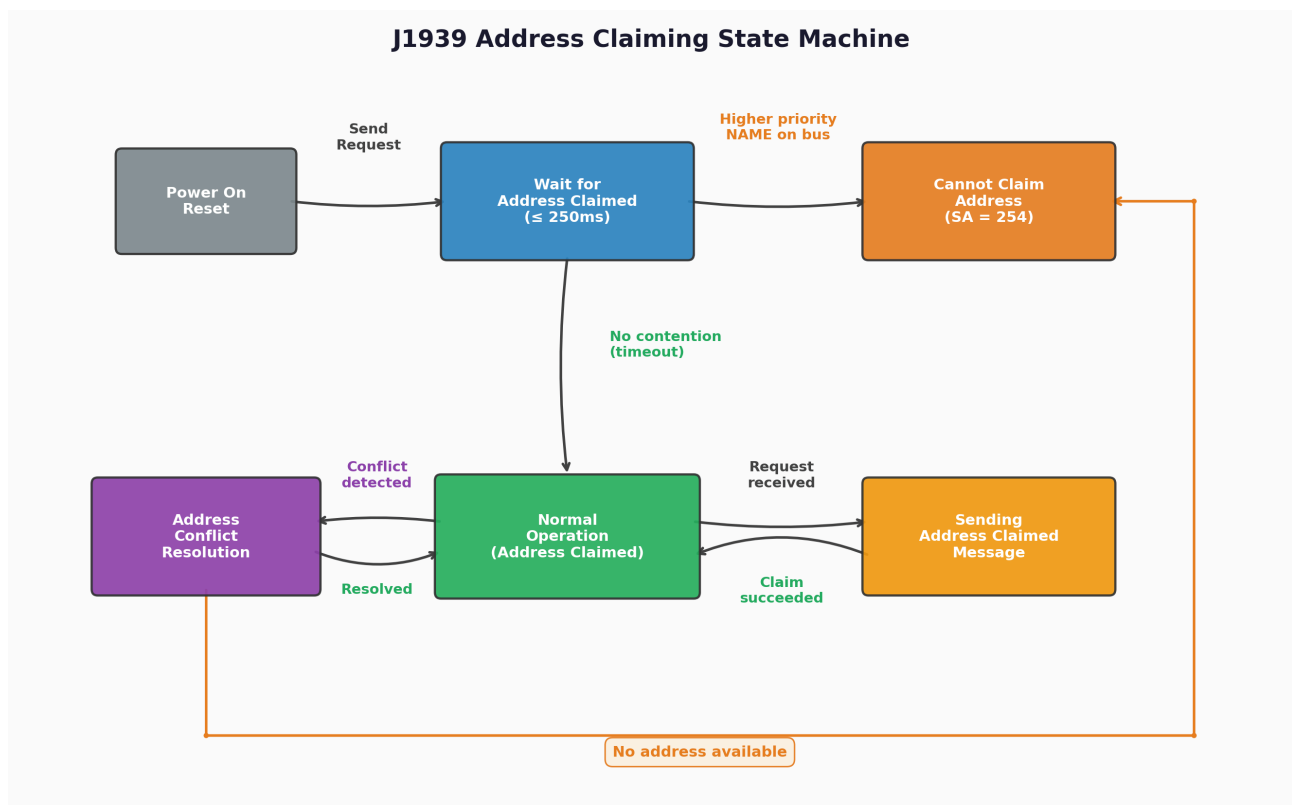 J1939 Address Claiming State Machine
Send
Request
Higher priority
NAME on bus
Power On
Reset
Wait for
Address Claimed
(≤ 250ms)
Cannot Claim
Address
(SA = 254)
No contention
(timeout)
Conflict
detected
Request
received
Address
Conflict
Resolution
Normal
Operation
(Address Claimed)
Sending
Address Claimed
Message
Resolved
Claim
succeeded
No address available